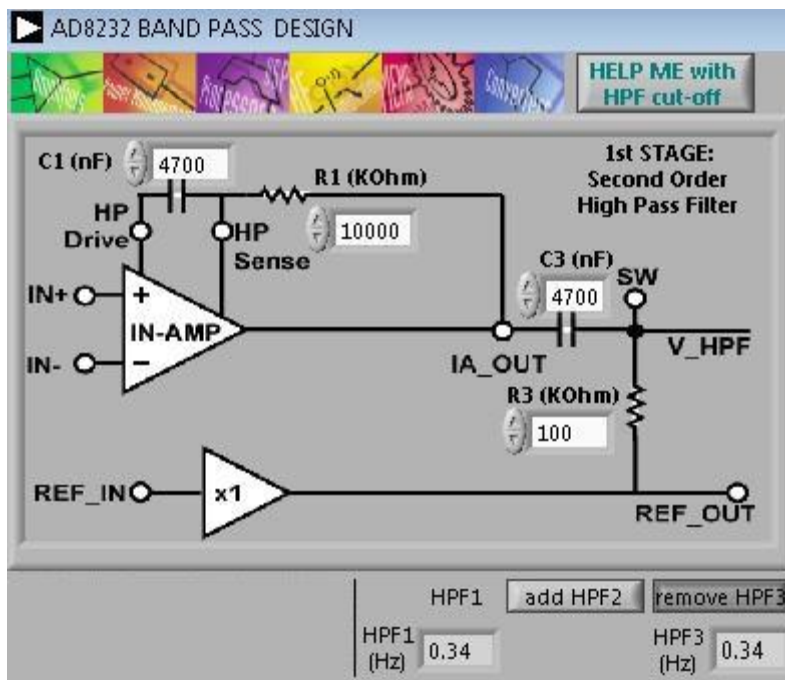 AD8232 BAND PASS DESIGN
HELP ME with
HPF cut-off
C1 (nF)
4700
R1 (KOhm)
10000
1st STAGE:
Second Order
High Pass Filter
HP
Drive
HP
Sense
C3 (nF)
4700
SW
IN+
+
IN-AMP
-
IN-
IA_OUT
V_HPF
R3 (KOhm)
100
REF_IN
x1
REF_OUT
HPF1
add HPF2
remove HPF3
HPF1
(Hz)
0.34
HPF3
(Hz)
0.34